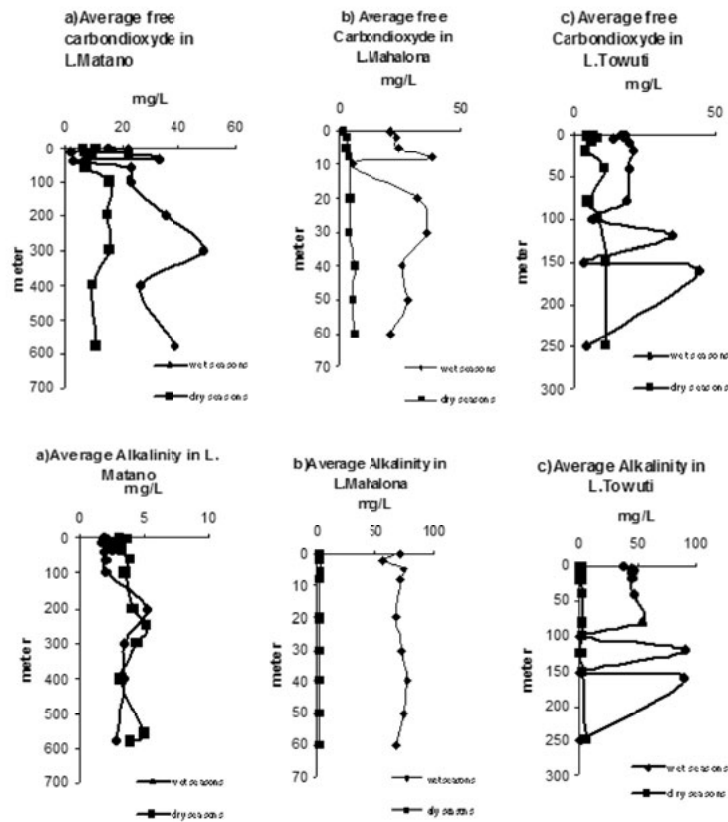 a)Average free
carbondioxyde in
L.Matano
mg/L
0 20 40 60
0
100
200
300
400
500
600
700
meter
wet seasons
dry seasons
b) Average free
Carbondioxyde in
L.Mahalona
mg/L
0 50
0
10
20
30
40
50
60
70
meter
wet seasons
dry seasons
c) Average free
Carbondioxyde in
L.Towuti
mg/L
0 50
0
50
100
150
200
250
300
meter
wet seasons
dry seasons
a)Average Alkalinity in L.
Matano
mg/L
0 5 10
0
100
200
300
400
500
600
700
meter
wet seasons
dry seasons
b)Average Alkalinity in
L.Mahalona
mg/L
0 50 100
0
10
20
30
40
50
60
70
meter
wet seasons
dry seasons
c)Average Alkalinity in
L.Towuti
mg/L
0 50 100
0
50
100
150
200
250
300
meter
wet seasons
dry seasons